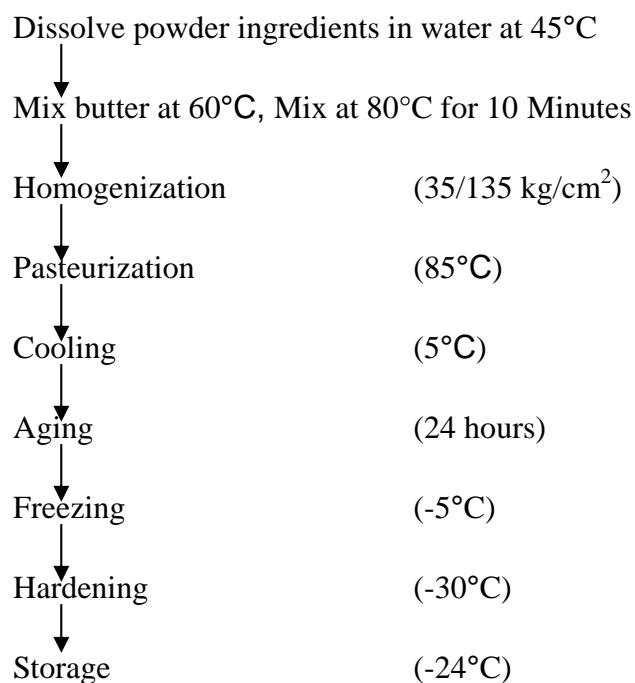 Dissolve powder ingredients in water at 45°C
Mix butter at 60°C, Mix at 80°C for 10 Minutes
Homogenization (35/135 kg/cm²)
Pasteurization (85°C)
Cooling (5°C)
Aging (24 hours)
Freezing (-5°C)
Hardening (-30°C)
Storage (-24°C)